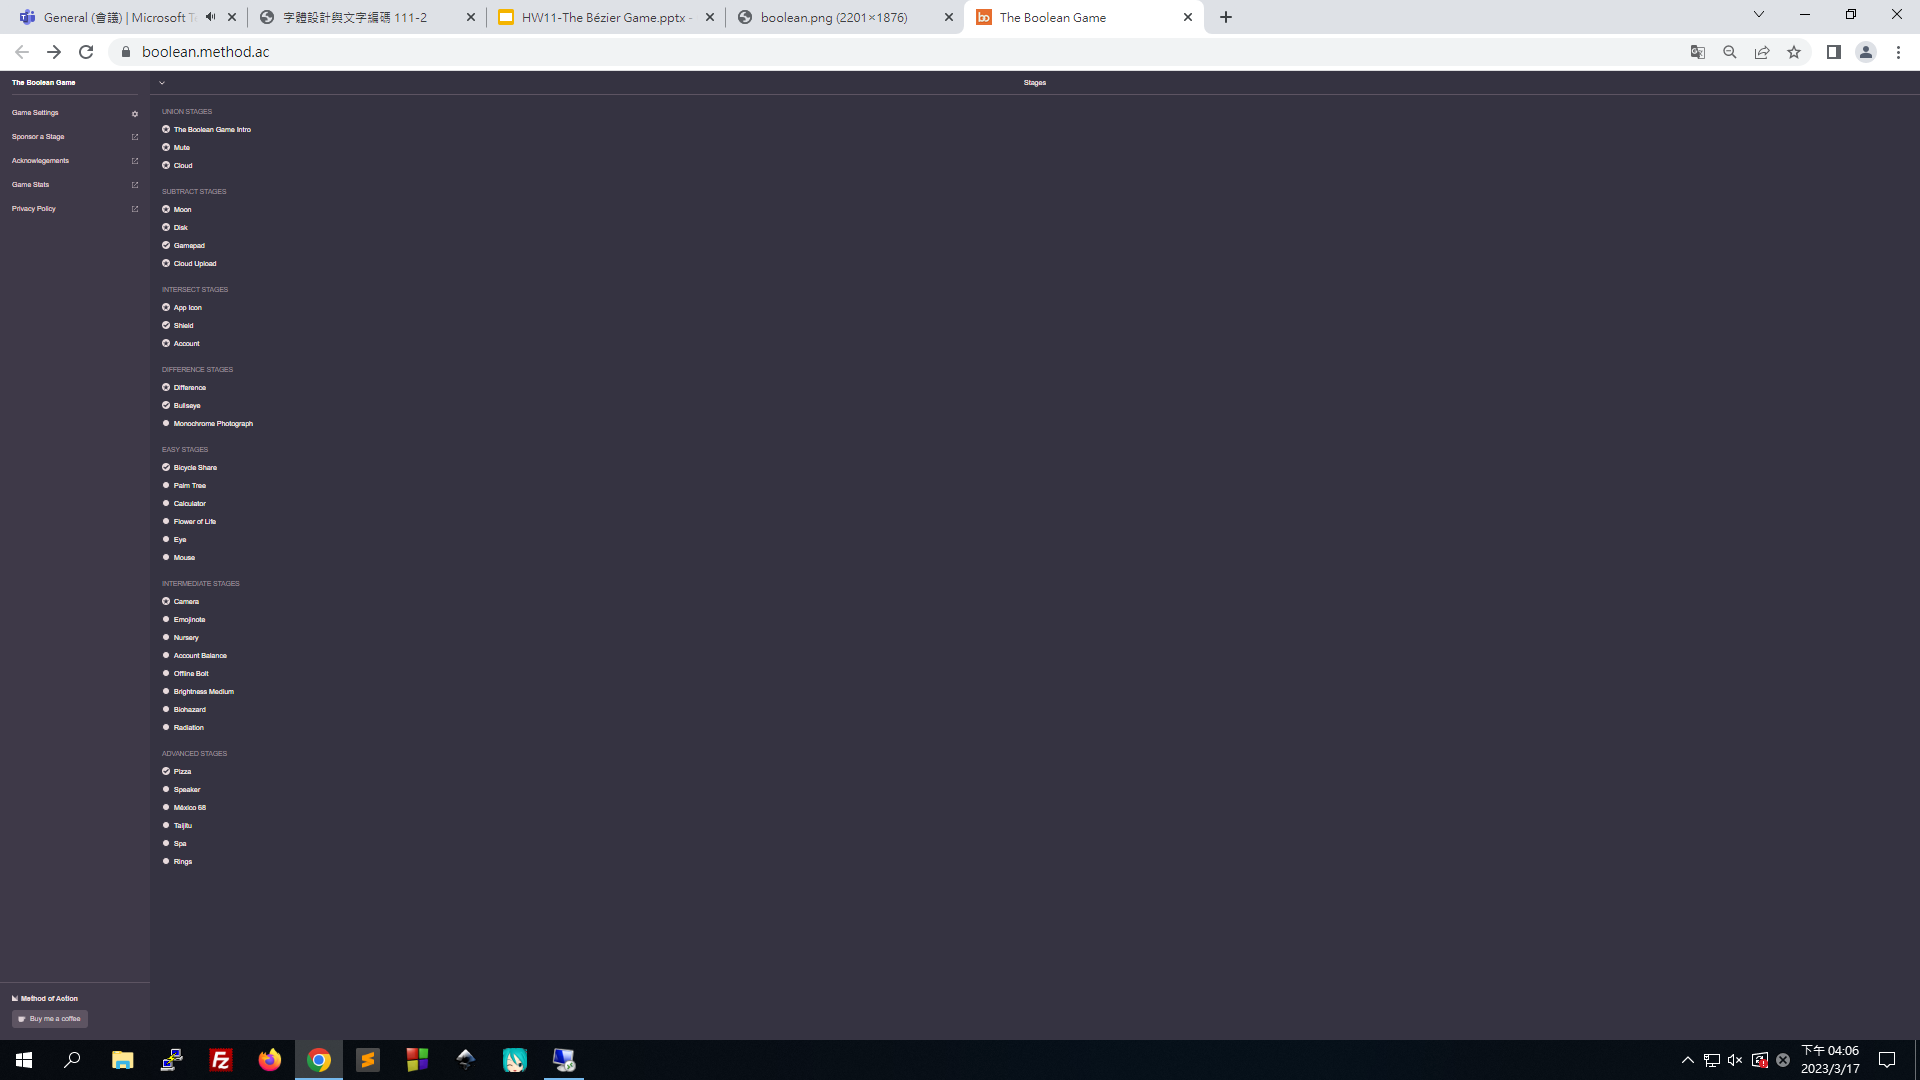 General (會議) | Microsoft T
字體設計與文字編碼 111-2
HW11-The Bézier Game.pptx -
boolean.png (2201×1876)
The Boolean Game
boolean.method.ac
The Boolean Game
Stages
Game Settings
Sponsor a Stage
Acknowlegements
Game Stats
Privacy Policy
UNION STAGES
The Boolean Game Intro
Mute
Cloud
SUBTRACT STAGES
Moon
Disk
Gamepad
Cloud Upload
INTERSECT STAGES
App Icon
Shield
Account
DIFFERENCE STAGES
Difference
Bullseye
Monochrome Photograph
EASY STAGES
Bicycle Share
Palm Tree
Calculator
Flower of Life
Eye
Mouse
INTERMEDIATE STAGES
Camera
Emojinote
Nursery
Account Balance
Offline Bolt
Brightness Medium
Biohazard
Radiation
ADVANCED STAGES
Pizza
Speaker
México 68
Taijitu
Spa
Rings
Method of Action
Buy me a coffee
下午 04:06
2023/3/17